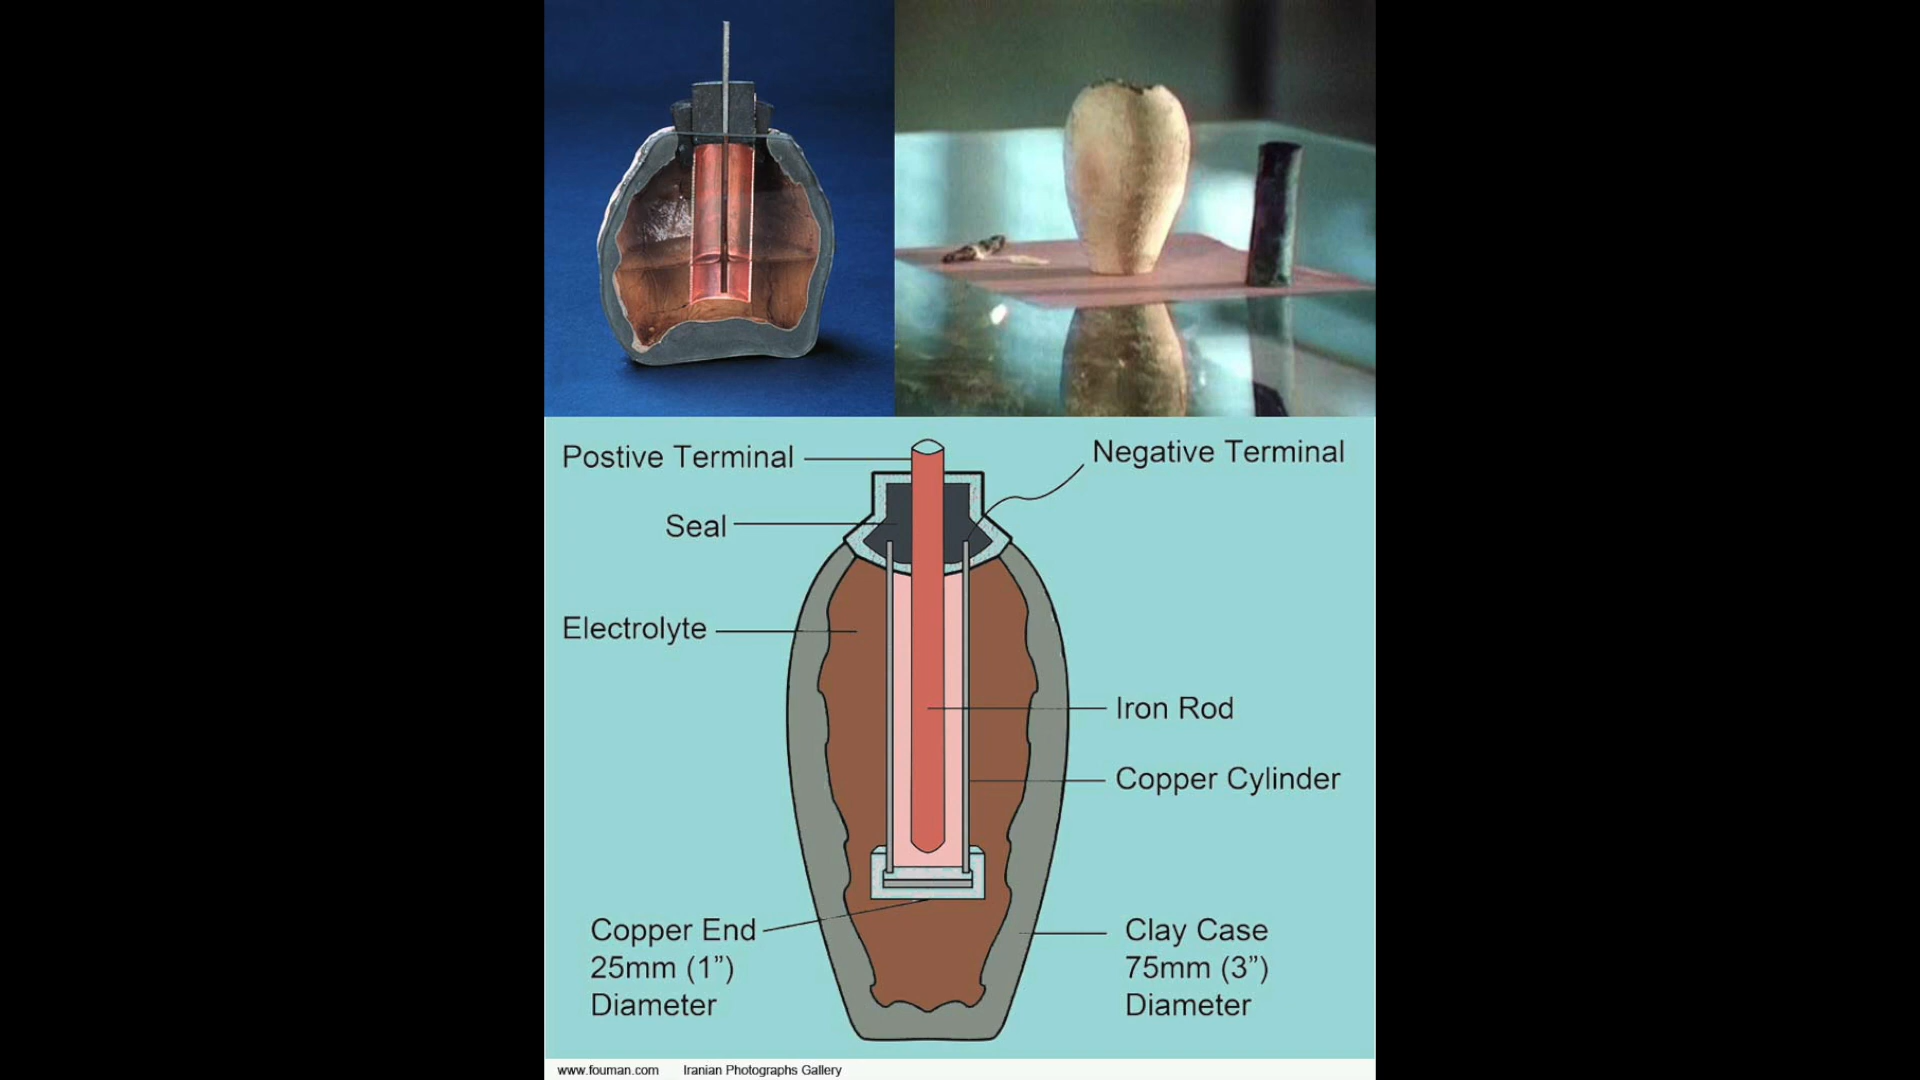 Postive Terminal
Negative Terminal
Seal
Electrolyte
Iron Rod
Copper Cylinder
Copper End
25mm (1”)
Diameter
Clay Case
75mm (3”)
Diameter
www.fouman.com Iranian Photographs Gallery